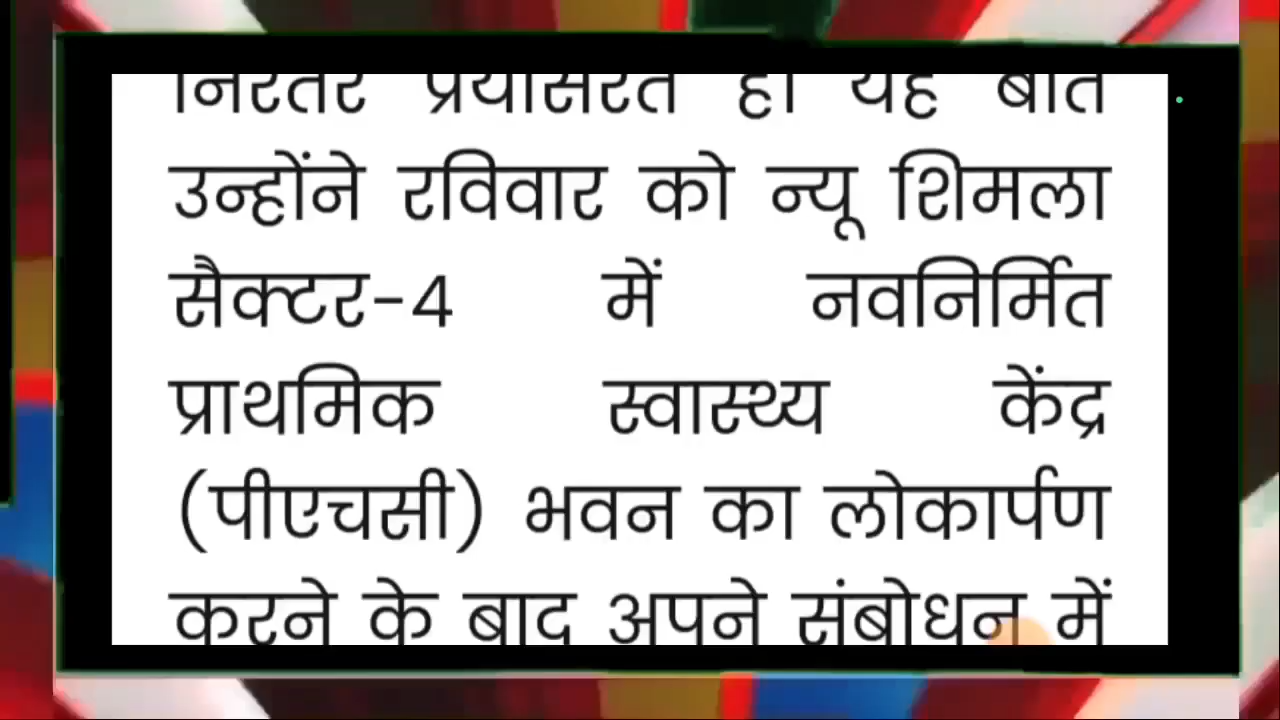 निरंतर प्रयासरत यह बात
उन्होंने रविवार को न्यू शिमला
सैक्टर-4 में नवनिर्मित
प्राथमिक स्वास्थ्य केंद्र
(पीएचसी) भवन का लोकार्पण
करने के बाद अपने संबोधन में